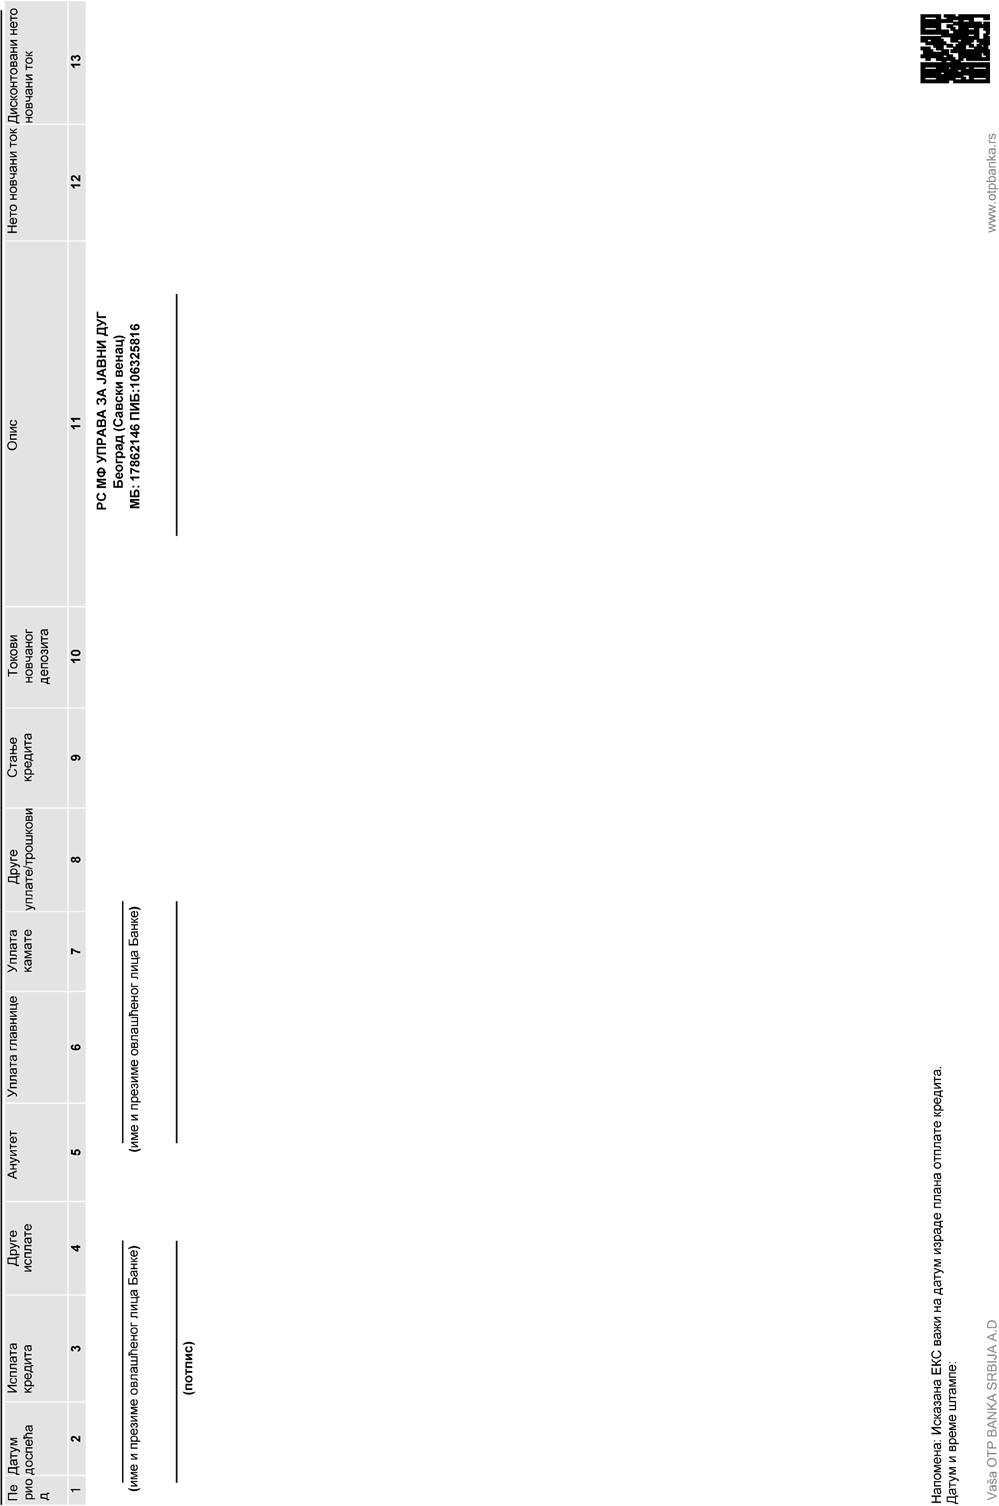 Пе
рио
д
Датум
доспећа
Исплата
кредита
Друге
исплате
Ануитет
Уплата главнице
Уплата
камате
Друге
уплате/трошкови
Стање
кредита
Токови
новчаног
депозита
Опис
Нето новчани ток
Дисконтовани нето
новчани ток
1 2 3 4 5 6 7 8 9 10 11 12 13
РС МФ УПРАВА ЗА ЈАВНИ ДУГ
Београд (Савски венац)
МБ: 17862146 ПИБ:106325816
(име и презиме овлашћеног лица Банке)
(име и презиме овлашћеног лица Банке)
(потпис)
Напомена: Исказана ЕКС важи на датум израде плана отплате кредита.
Датум и време штампе:
Vaša OTP BANKA SRBIJA A.D
www.otpbanka.rs